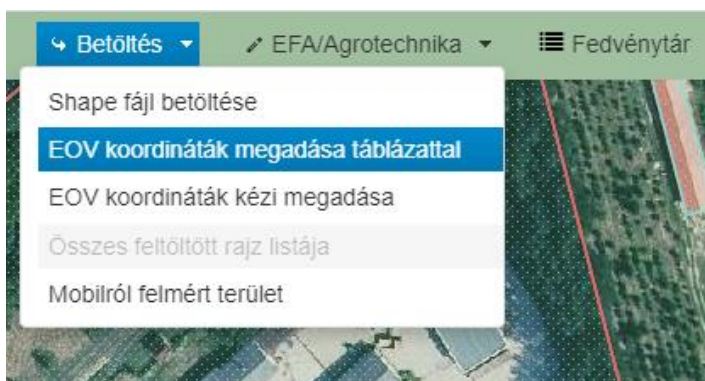 Betöltés EFA/Agrotechnika Fedvénytár
Shape fájl betöltése
EOV koordináták megadása táblázattal
EOV koordináták kézi megadása
Összes feltöltött rajz listája
Mobilról felmért terület